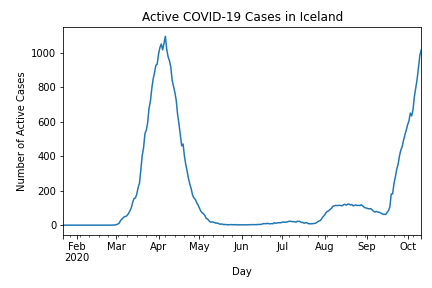 Active COVID-19 Cases in Iceland
Number of Active Cases
1000
800
600
400
200
0
Feb Mar Apr May Jun Jul Aug Sep Oct
2020
Day